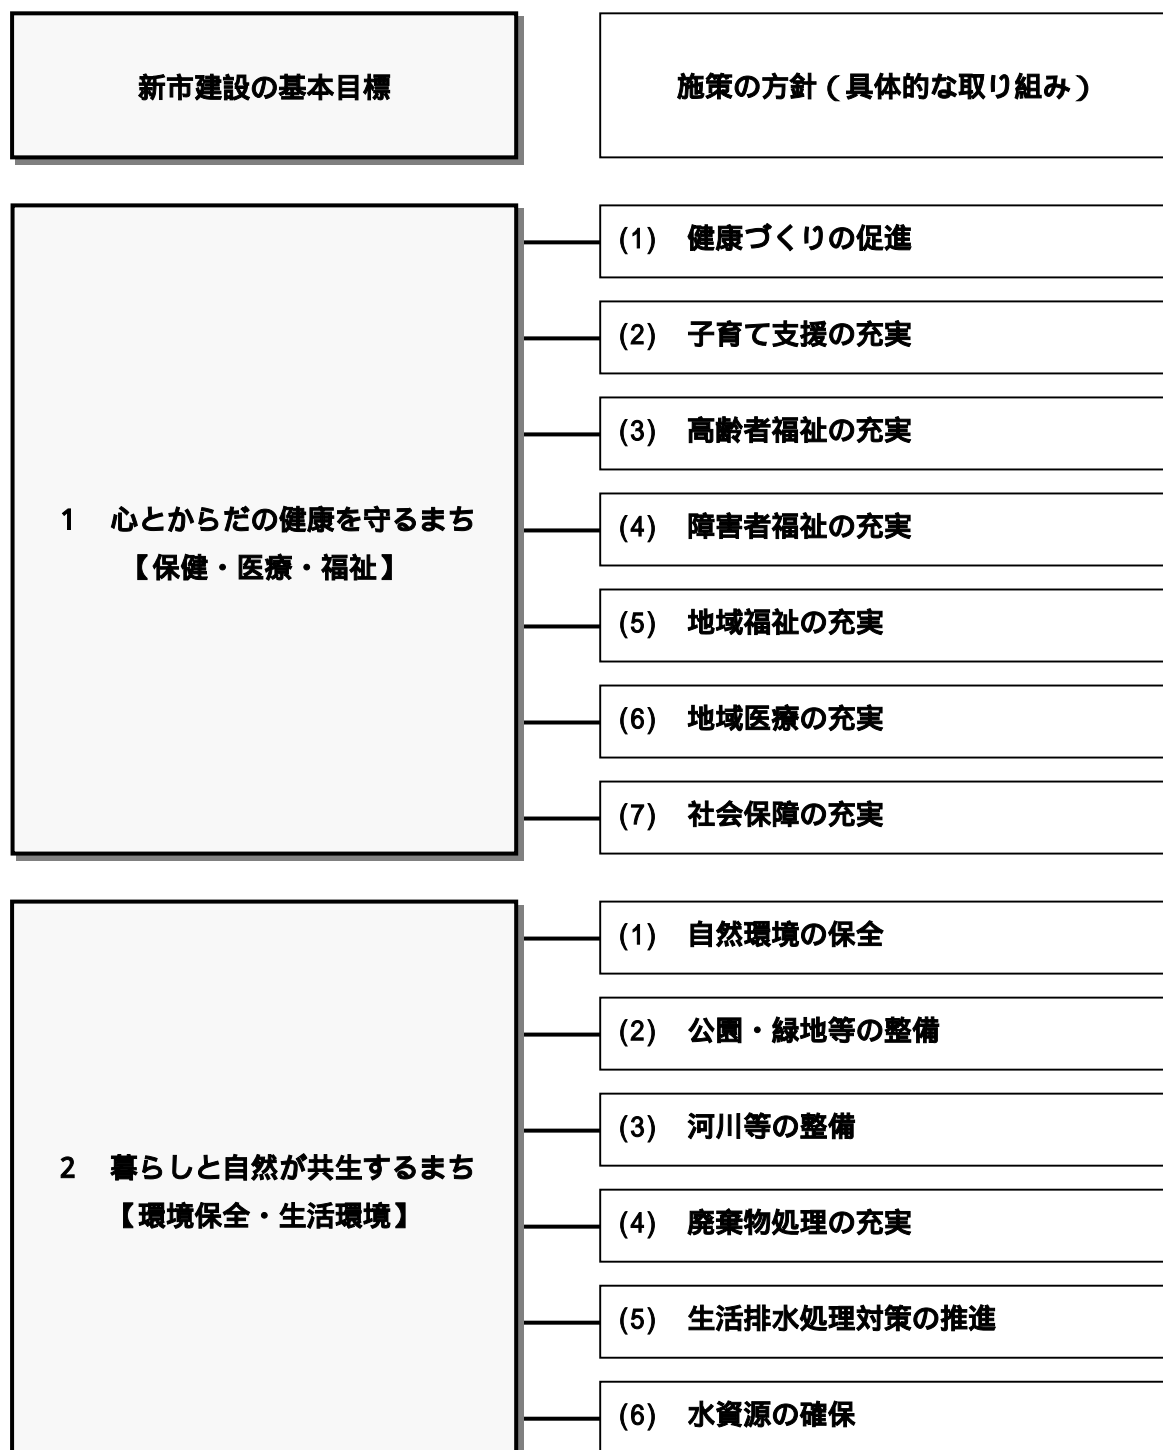 新市建設の基本目標
施策の方針（具体的な取り組み）
1 心とからだの健康を守るまち
【保健・医療・福祉】
(1) 健康づくりの促進
(2) 子育て支援の充実
(3) 高齢者福祉の充実
(4) 障害者福祉の充実
(5) 地域福祉の充実
(6) 地域医療の充実
(7) 社会保障の充実
2 暮らしと自然が共生するまち
【環境保全・生活環境】
(1) 自然環境の保全
(2) 公園・緑地等の整備
(3) 河川等の整備
(4) 廃棄物処理の充実
(5) 生活排水処理対策の推進
(6) 水資源の確保